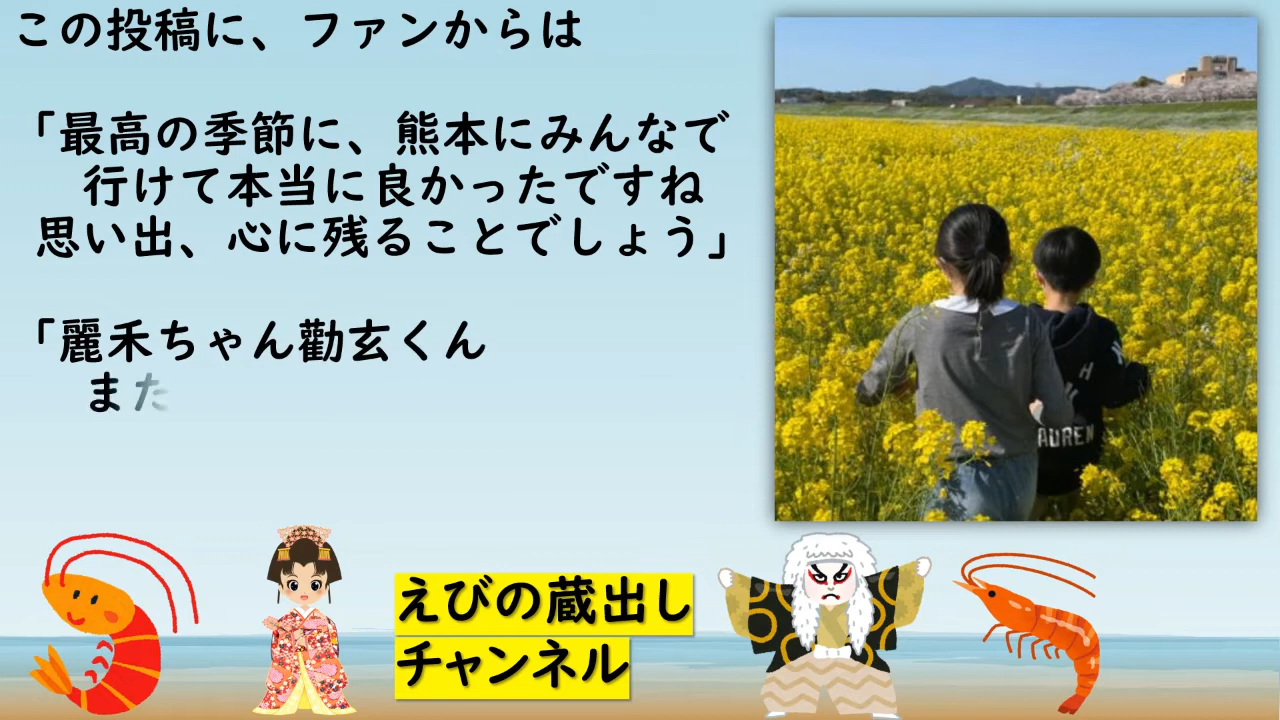 この投稿に、ファンからは
「最高の季節に、熊本にみんなで
行けて本当に良かったですね
思い出、心に残ることでしょう」
「麗禾ちゃん勸玄くん
また
H
AUREN
えびの蔵出し
チャンネル